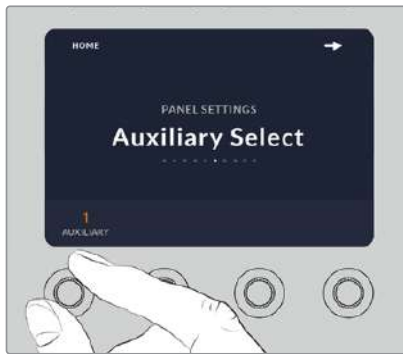 HOME
PANEL SETTINGS
Auxiliary Select
1
AUXILIARY